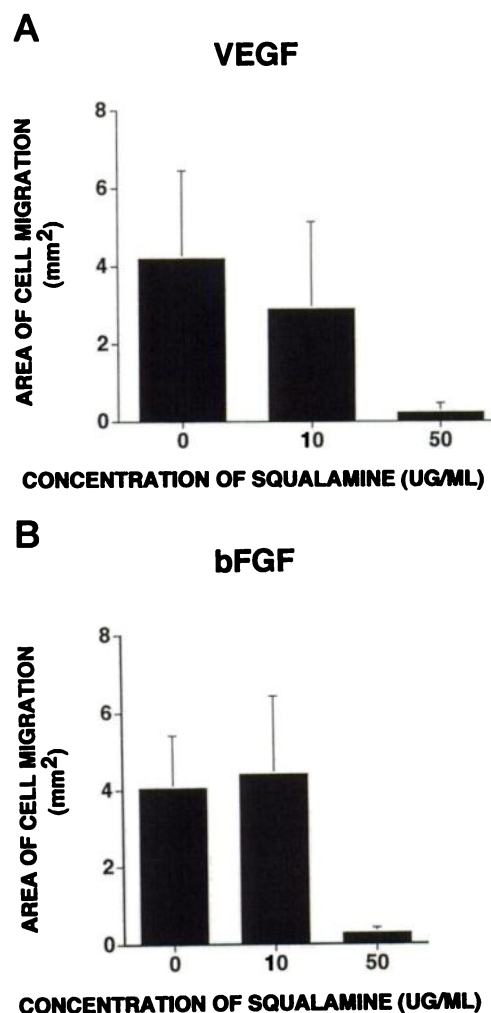 A
VEGF
AREA OF CELL MIGRATION
(mm2)
8
6
4
2
0
0 10 50
CONCENTRATION OF SQUALAMINE (UG/ML)
B
bFGF
AREA OF CELL MIGRATION
(mm2)
8
6
4
2
0
0 10 50
CONCENTRATION OF SQUALAMINE (UG/ML)